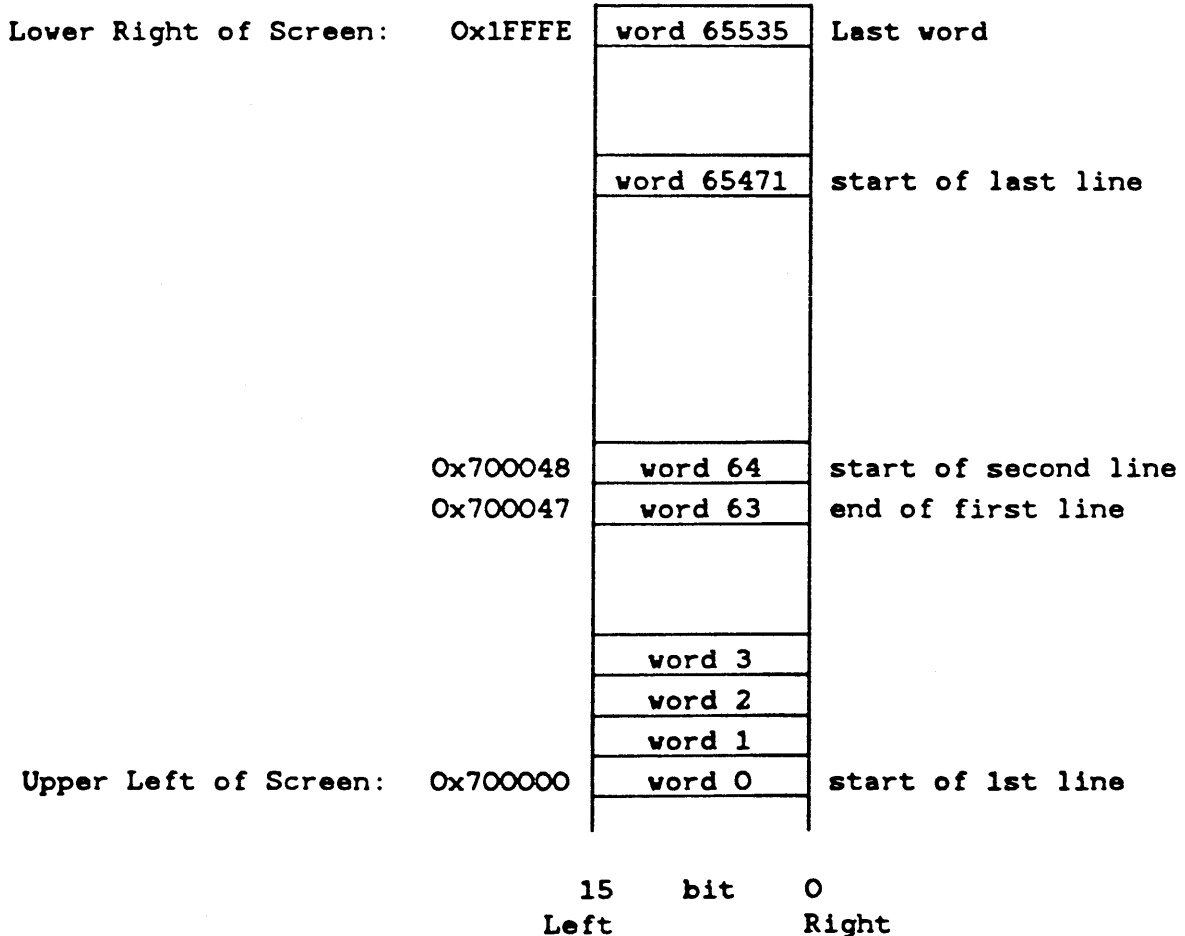 Lower Right of Screen: 0x1FFFE word 65535 Last word
word 65471 start of last line
0x700048 word 64 start of second line
0x700047 word 63 end of first line
word 3
word 2
word 1
Upper Left of Screen: 0x700000 word 0 start of 1st line
15 bit 0
Left Right